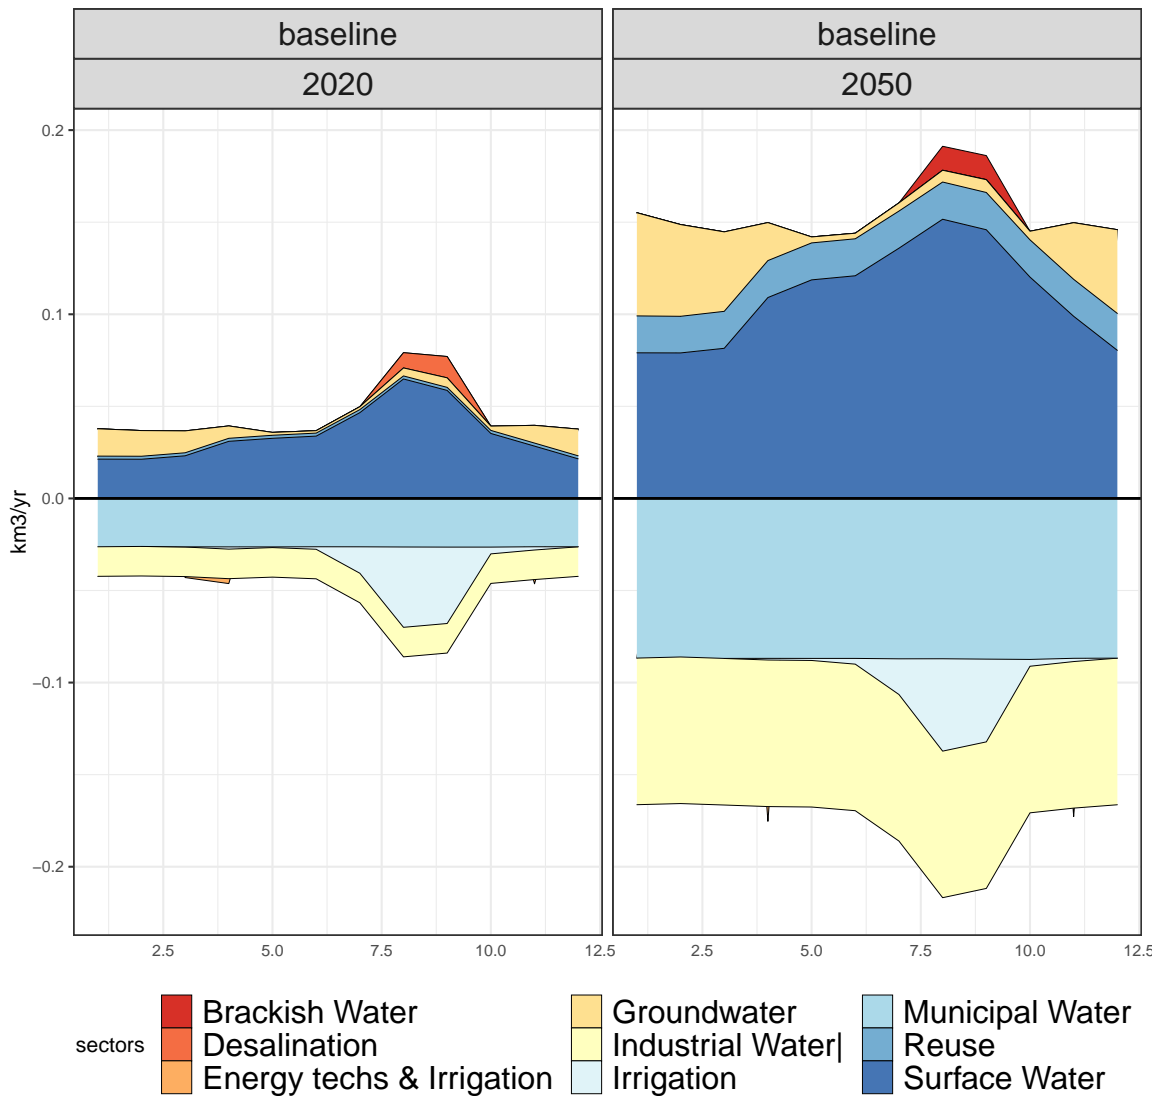 baseline
baseline
2020
2050
0.2
0.1
0.0
−0.1
−0.2
km3/yr
2.5
5.0
7.5
10.0
12.5
2.5
5.0
7.5
10.0
12.5
sectors
Brackish Water
Desalination
Energy techs & Irrigation
Groundwater
Industrial Water|
Irrigation
Municipal Water
Reuse
Surface Water